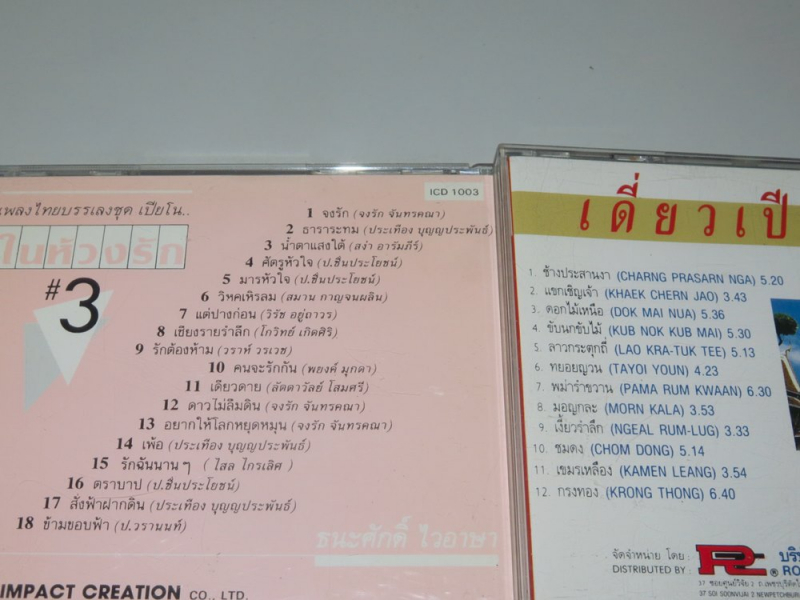 ICD 1003
เพลงไทยบรรเลงชุด เปียโน..
ในห้วงรัก
#3
1 จงรัก (จงรัก จันทรคณา)
2 ธาราระทม (ประเทือง บุญญประพันธ์)
3 น้ำตาแสงใต้ (สง่า อารัมภีร์)
4 ศัตรูหัวใจ (ป.ชื่นประโยชน์)
5 มารหัวใจ (ป.ชื่นประโยชน์)
6 วิหคเหิรลม (สมาน กาญจนผลิน)
7 แต่ปางก่อน (วิรัช อยู่ถาวร)
8 เชียงรายรำลึก (โกวิทย์ เกิดศิริ)
9 รักต้องห้าม (วราห์ วรเวช)
10 คนจะรักกัน (พยงค์ มุกดา)
11 เดียวดาย (ลัดดาวัลย์ โสมศรี)
12 ดาวไม่ลืมดิน (จงรัก จันทรคณา)
13 อยากให้โลกหยุดหมุน (จงรัก จันทรคณา)
14 เพ้อ (ประเทือง บุญญประพันธ์)
15 รักฉันนาน ๆ ( ไสล ไกรเลิศ )
16 ตราบาป (ป.ชื่นประโยชน์)
17 สั่งฟ้าฝากดิน (ประเทือง บุญญประพันธ์)
18 ข้ามขอบฟ้า (ป.วรานนท์)
ธนะศักดิ์ ไวอาษา
IMPACT CREATION CO., LTD.
เดี่ยวเปี
1. ช้างประสานงา (CHARNG PRASARN NGA) 5.20
2. แขกเชิญเจ้า (KHAEK CHERN JAO) 3.43
3. ดอกไม้เหนือ (DOK MAI NUA) 5.36
4. ขับนกขับไม้ (KUB NOK KUB MAI) 5.30
5. ลาวกระตุกกี่ (LAO KRA-TUK TEE) 5.13
6. ทยอยญวน (TAYOI YOUN) 4.23
7. พม่ารำขวาน (PAMA RUM KWAAN) 6.30
8. มอญกละ (MORN KALA) 3.53
9. เงี้ยวรำลึก (NGEAL RUM-LUG) 3.33
10. ชมดง (CHOM DONG) 5.14
11. เขมรเหลือง (KAMEN LEANG) 3.54
12. กรงทอง (KRONG THONG) 6.40
จัดจำหน่าย โดย :
DISTRIBUTED BY :
®
บริษ
RO
37 ซอยศูนย์วิจัย 2 ถ.เพชรบุรีตัดใ
37 SOI SOONVIJAI 2 NEWPETCHBUR